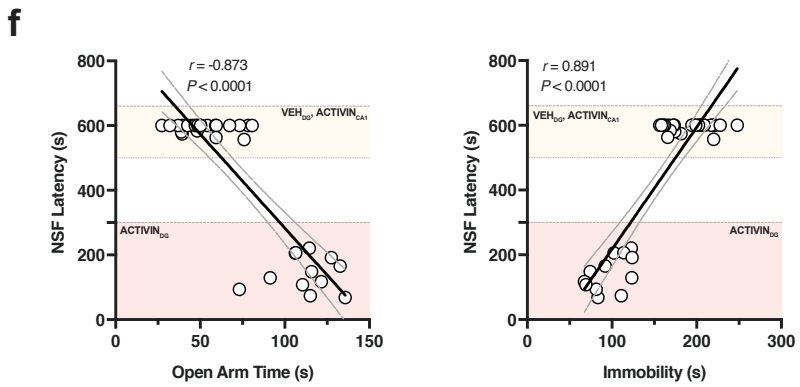 f
r = -0.873
P < 0.0001
VEH_DG, ACTIVIN_CA1
ACTIVIN_DG
NSF Latency (s)
800
600
400
200
0
0 50 100 150
Open Arm Time (s)
r = 0.891
P < 0.0001
VEH_DG, ACTIVIN_CA1
ACTIVIN_DG
NSF Latency (s)
800
600
400
200
0
0 100 200 300
Immobility (s)